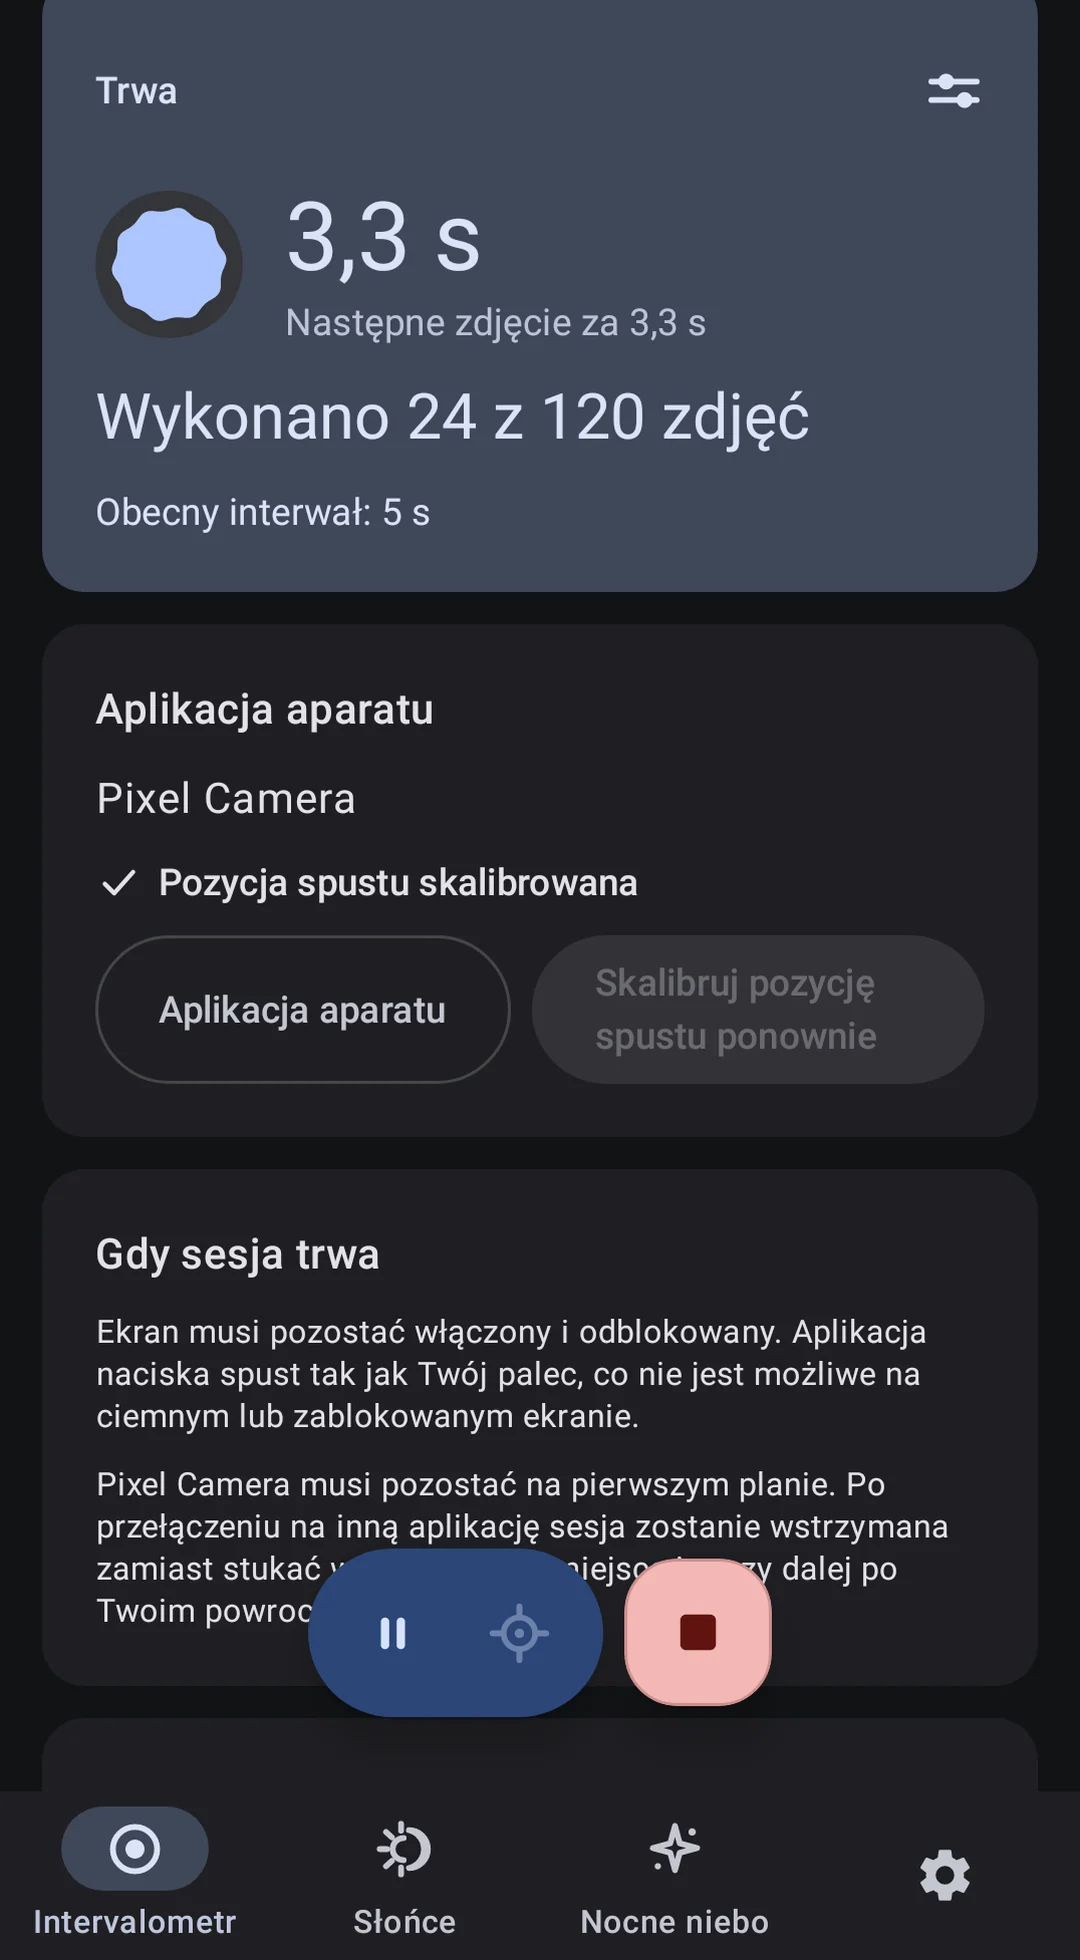 Trwa
3,3 s
Następne zdjęcie za 3,3 s
Wykonano 24 z 120 zdjęć
Obecny interwał: 5 s
Aplikacja aparatu
Pixel Camera
Pozycja spustu skalibrowana
Aplikacja aparatu
Skalibruj pozycję
spustu ponownie
Gdy sesja trwa
Ekran musi pozostać włączony i odblokowany. Aplikacja
naciska spust tak jak Twój palec, co nie jest możliwe na
ciemnym lub zablokowanym ekranie.
Pixel Camera musi pozostać na pierwszym planie. Po
przełączeniu na inną aplikację sesja zostanie wstrzymana
zamiast stukać dalej po
Twoim
Intervalometr
Słońce
Nocne niebo